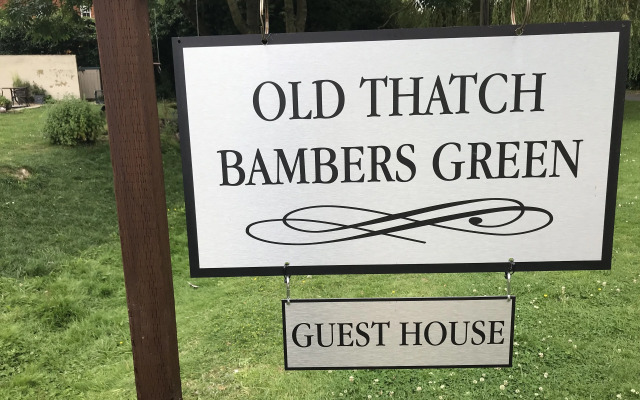 OLD THATCH
BAMBERS GREEN
GUEST HOUSE